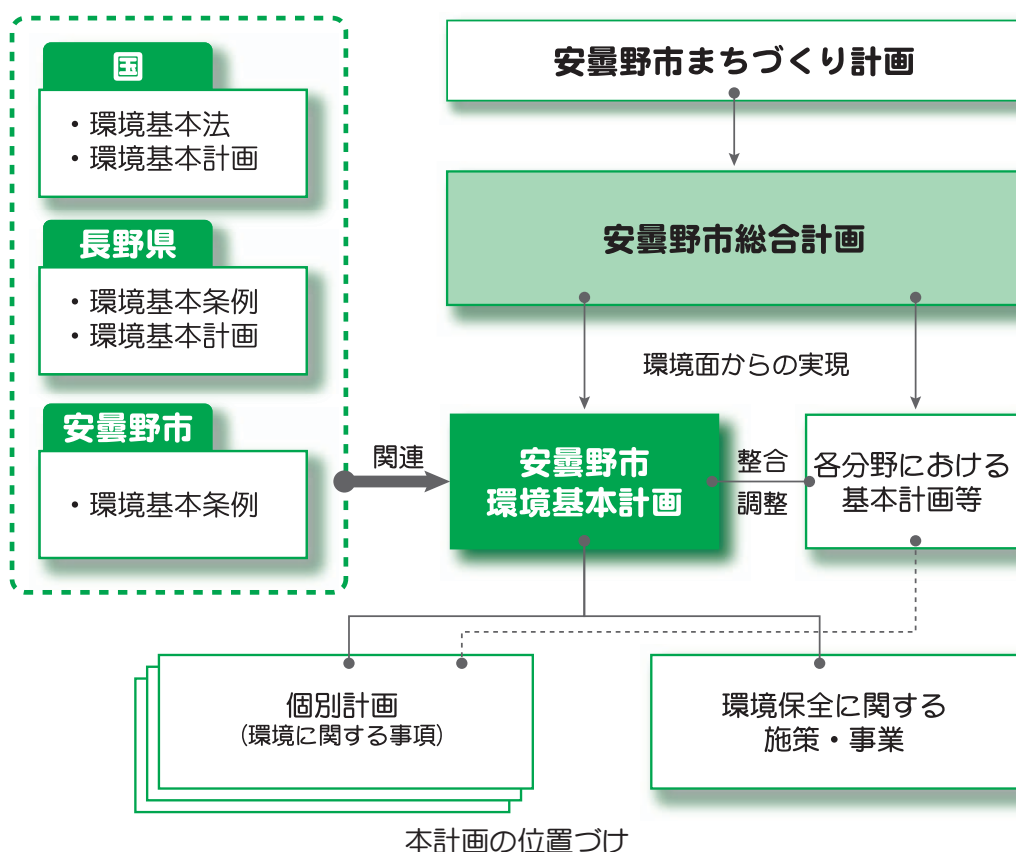 国
・環境基本法
・環境基本計画
長野県
・環境基本条例
・環境基本計画
安曇野市
・環境基本条例
安曇野市まちづくり計画
安曇野市総合計画
環境面からの実現
関連
安曇野市
環境基本計画
整合
調整
各分野における
基本計画等
個別計画
(環境に関する事項)
環境保全に関する
施策・事業
本計画の位置づけ